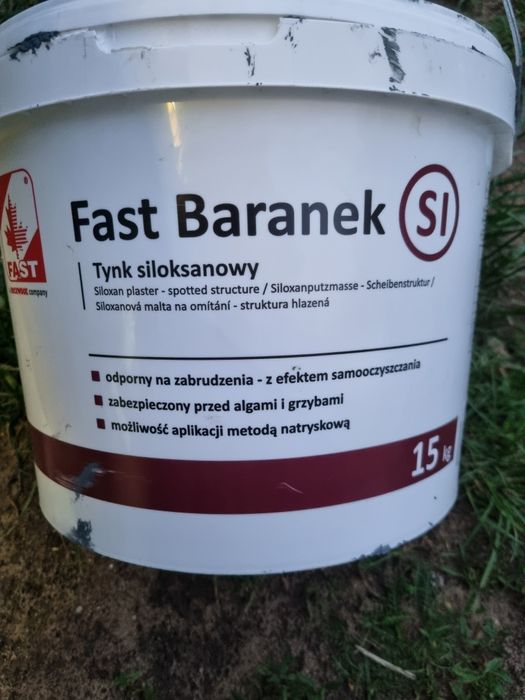 Fast Baranek SI
Tynk siloksanowy
Siloxan plaster - spotted structure / Siloxanputzmasse - Scheibenstruktur /
Siloxanová malta na omítání - struktura hlazená
odporny na zabrudzenia - z efektem samooczyszczania
zabezpieczony przed algami i grzybami
możliwość aplikacji metodą natryskową
15 kg
FAST
company